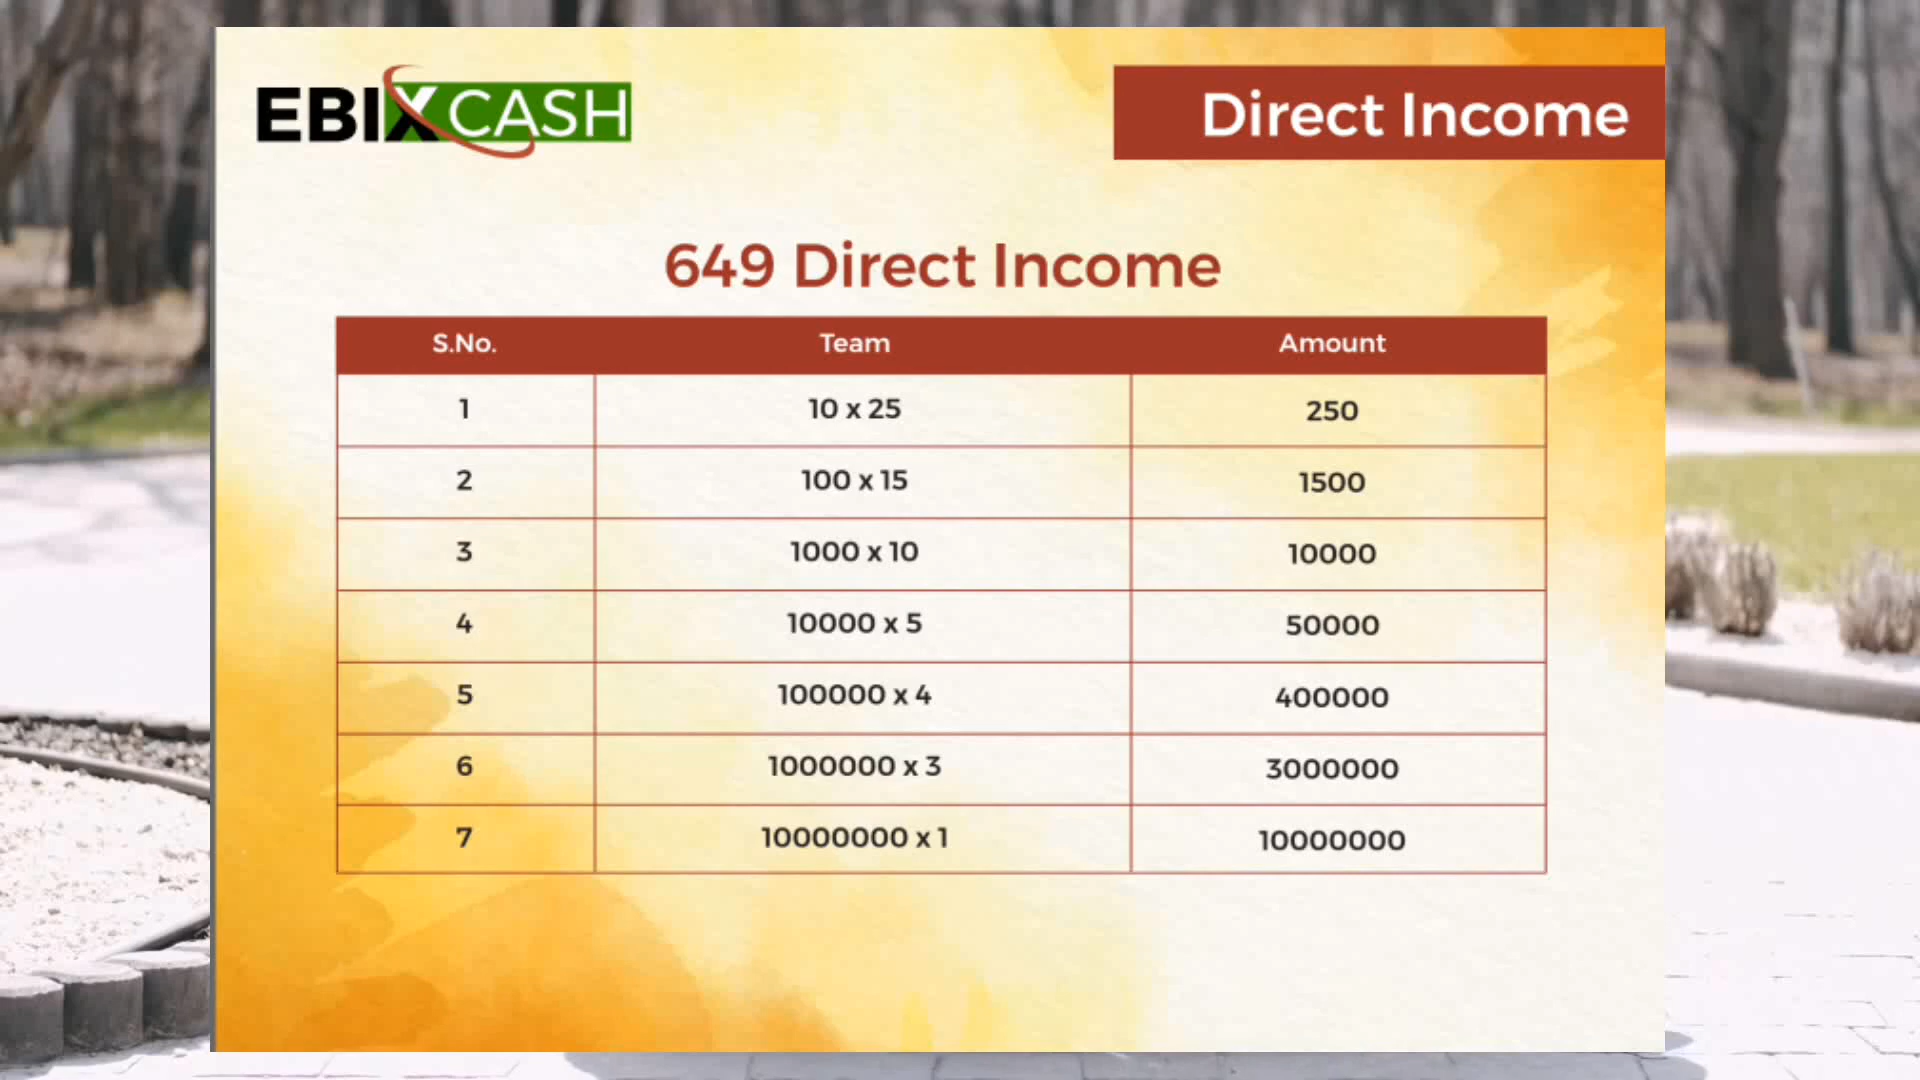 EBIXCASH
Direct Income
649 Direct Income
S.No. Team Amount
1 10 x 25 250
2 100 x 15 1500
3 1000 x 10 10000
4 10000 x 5 50000
5 100000 x 4 400000
6 1000000 x 3 3000000
7 10000000 x 1 10000000